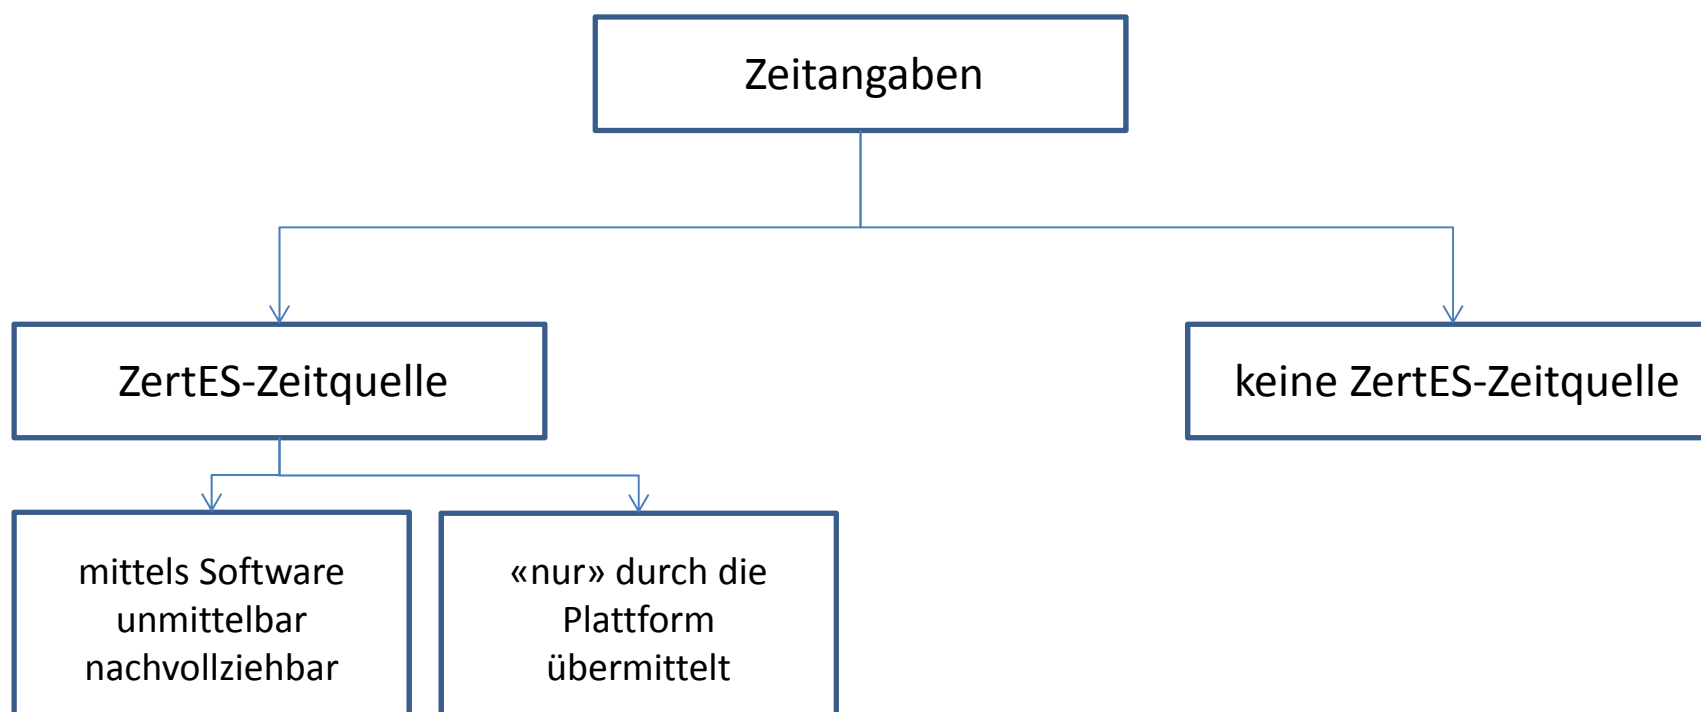 Zeitangaben
ZertES-Zeitquelle
keine ZertES-Zeitquelle
mittels Software
unmittelbar
nachvollziehbar
«nur» durch die
Plattform
übermittelt